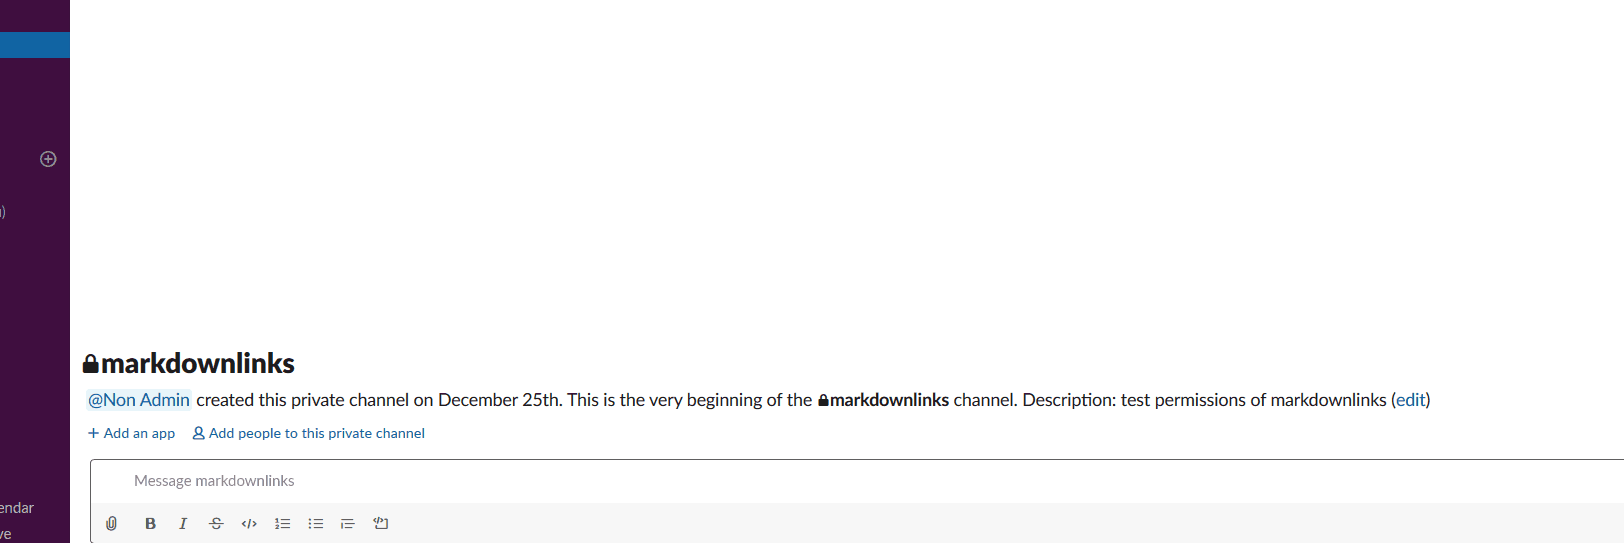 )
markdownlinks
@Non Admin created this private channel on December 25th. This is the very beginning of the markdownlinks channel. Description: test permissions of markdownlinks (edit)
+ Add an app Add people to this private channel
Message markdownlinks
endar
B I S </>
ve